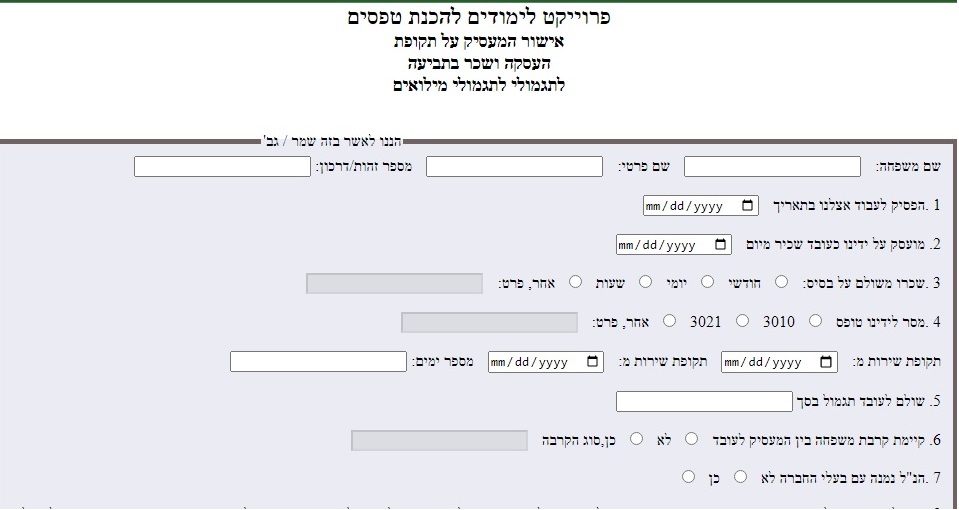 פרוייקט לימודים להכנת טפסים
אישור המעסיק על תקופת
העסקה ושכר בתביעה
לתגמולי לתגמולי מילואים
הננו לאשר בזה שמר / גב'
שם משפחה: שם פרטי: מספר זהות/דרכון:
1 .הפסיק לעבוד אצלנו בתאריך mm/dd/yyyy
2. מועסק על ידינו כעובד שכיר מיום mm/dd/yyyy
3 .שכרו משולם על בסיס: חודשי יומי שעות אחר, פרט:
4 .מסר לידינו טופס 3010 3021 אחר, פרט:
תקופת שירות מ: mm/dd/yyyy תקופת שירות מ: mm/dd/yyyy מספר ימים:
5. שולם לעובד תגמול בסך
6. קיימת קרבת משפחה בין המעסיק לעובד לא כן,סוג הקרבה
7 .הנ"ל נמנה עם בעלי החברה לא כן